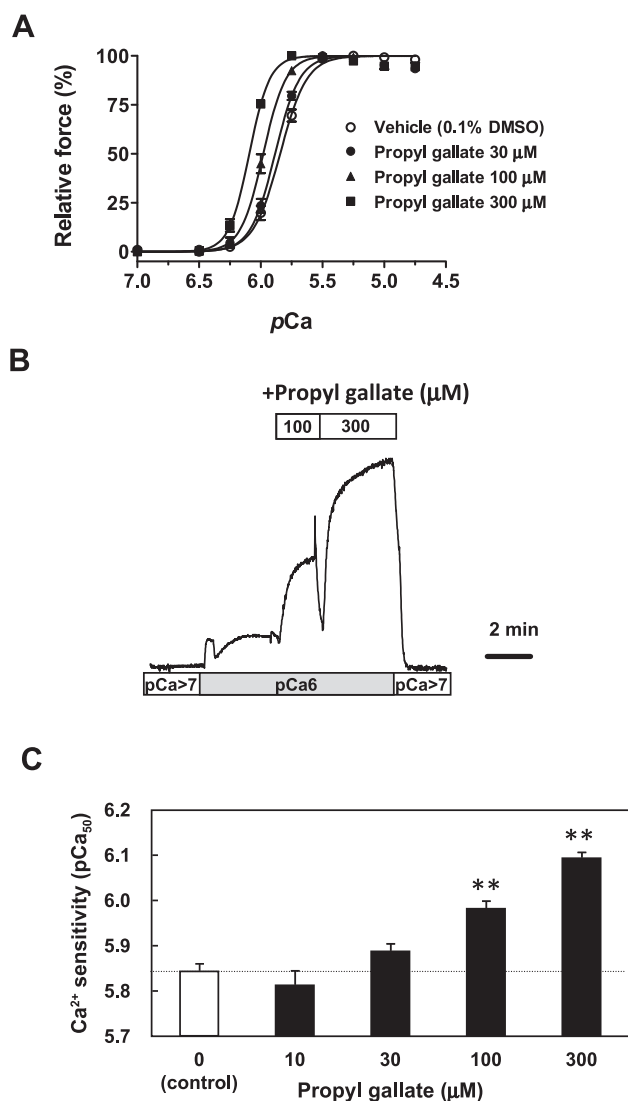 A
Relative force (%)
100
75
50
25
0
7.0 6.5 6.0 5.5 5.0 4.5
pCa
Vehicle (0.1% DMSO)
Propyl gallate 30 μM
Propyl gallate 100 μM
Propyl gallate 300 μM
B
+Propyl gallate (μM)
100 300
2 min
pCa>7 pCa6 pCa>7
C
Ca²⁺ sensitivity (pCa₅₀)
6.2
6.1
6.0
5.9
5.8
5.7
** **
0 10 30 100 300
(control)
Propyl gallate (μM)